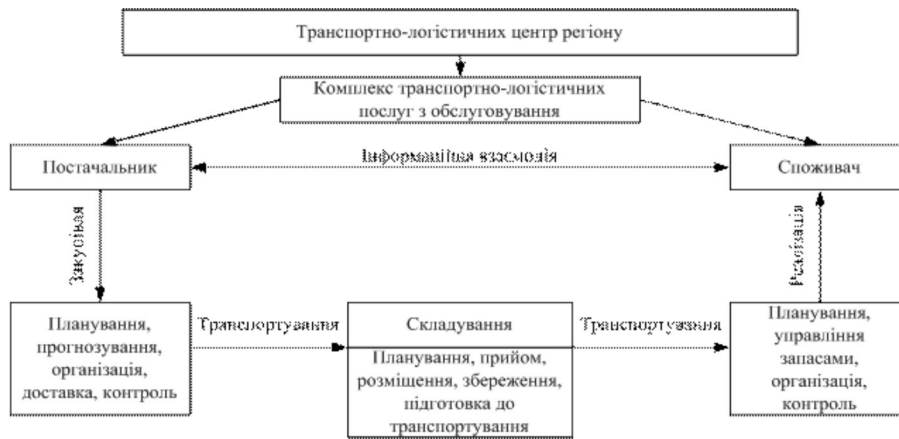 Транспортно-логістичних центр регіону
Комплекс транспортно-логістичних
послуг з обслуговування
Постачальник
Інформаційна взаємодія
Споживач
Закупівля
Реалізація
Планування,
прогнозування,
організація,
доставка, контроль
Транспортування
Складування
Планування, прийом,
розміщення, збереження,
підготовка до
транспортування
Транспортування
Планування,
управління
запасами,
організація,
контроль